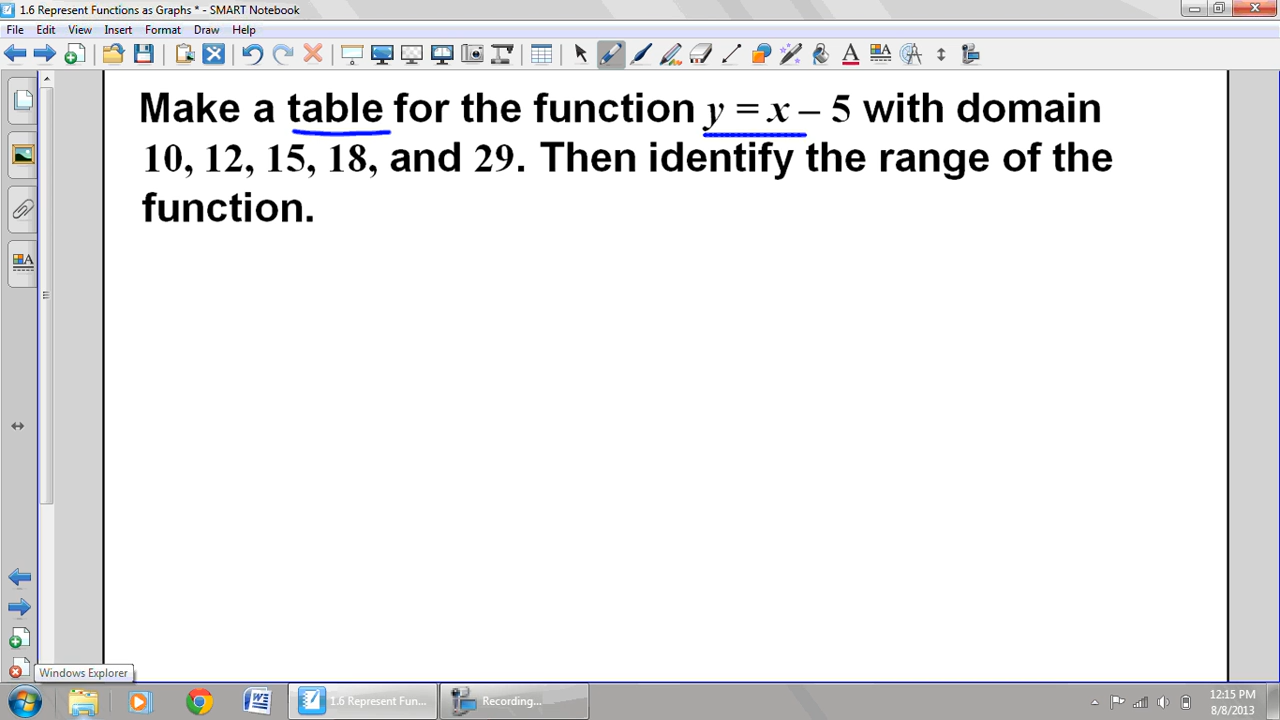 1.6 Represent Functions as Graphs * - SMART Notebook
File Edit View Insert Format Draw Help
Make a table for the function y = x – 5 with domain
10, 12, 15, 18, and 29. Then identify the range of the
function.
Windows Explorer
1.6 Represent Fun...
Recording...
12:15 PM
8/8/2013